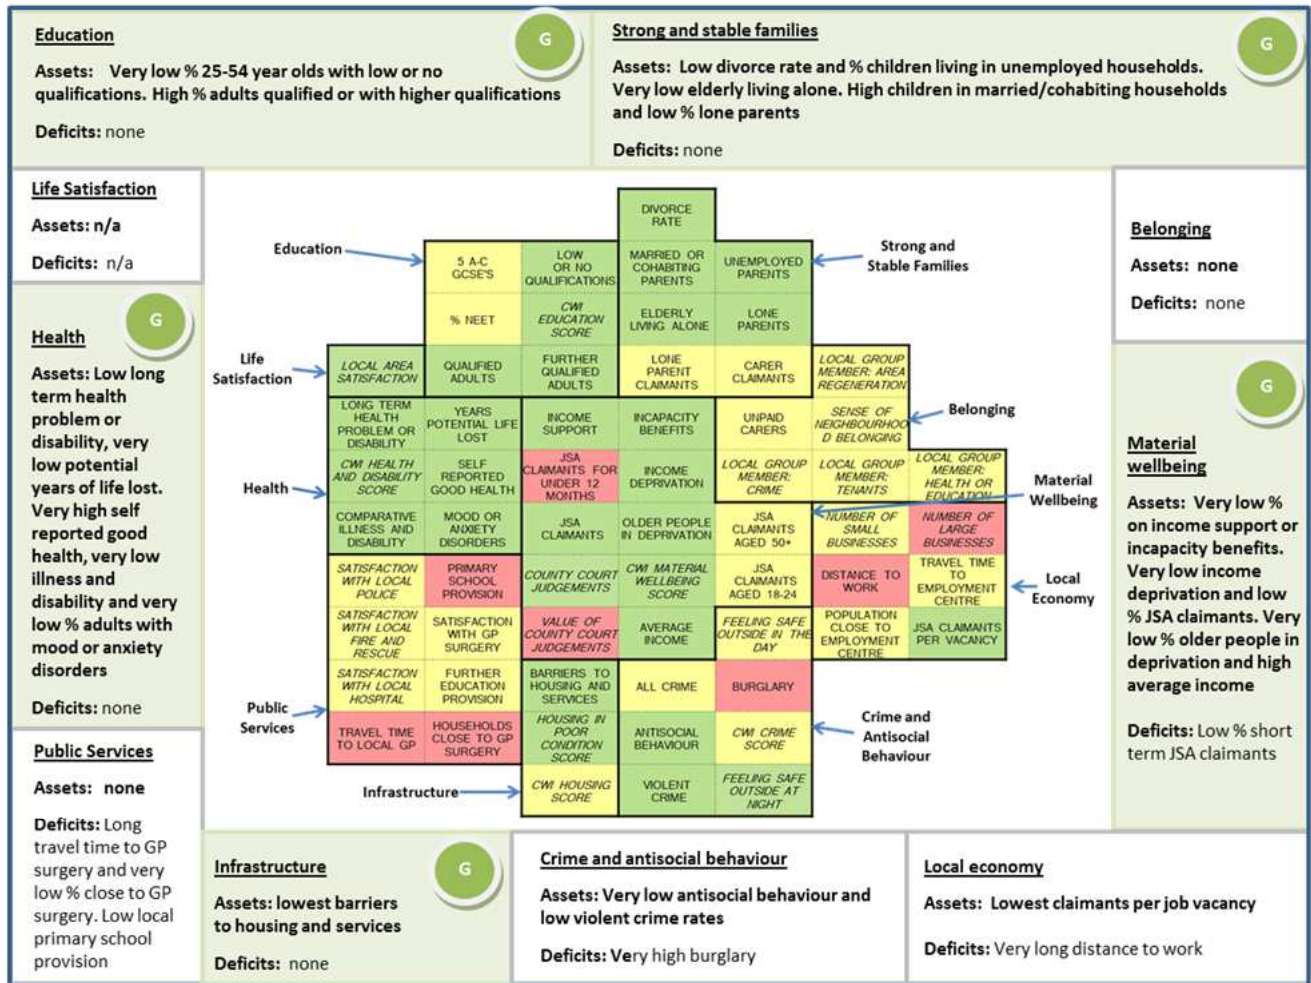 Education
G
Assets: Very low % 25-54 year olds with low or no
qualifications. High % adults qualified or with higher qualifications
Deficits: none
Strong and stable families
G
Assets: Low divorce rate and % children living in unemployed households.
Very low elderly living alone. High children in married/cohabiting households
and low % lone parents
Deficits: none
Life Satisfaction
Assets: n/a
Deficits: n/a
Health
G
Assets: Low long
term health
problem or
disability, very
low potential
years of life lost.
Very high self
reported good
health, very low
illness and
disability and very
low % adults with
mood or anxiety
disorders
Deficits: none
Public Services
Assets: none
Deficits: Long
travel time to GP
surgery and very
low % close to GP
surgery. Low local
primary school
provision
Education
Life
Satisfaction
Health
Public
Services
Infrastructure
DIVORCE
RATE
5 A-C
GCSE'S
LOW
OR NO
QUALIFICATIONS
MARRIED OR
COHABITING
PARENTS
UNEMPLOYED
PARENTS
% NEET
CWI
EDUCATION
SCORE
ELDERLY
LIVING ALONE
LONE
PARENTS
LOCAL AREA
SATISFACTION
QUALIFIED
ADULTS
FURTHER
QUALIFIED
ADULTS
LONE
PARENT
CLAIMANTS
CARER
CLAIMANTS
LOCAL GROUP
MEMBER: AREA
REGENERATION
LONG TERM
HEALTH
PROBLEM OR
DISABILITY
YEARS
POTENTIAL LIFE
LOST
INCOME
SUPPORT
INCAPACITY
BENEFITS
UNPAID
CARERS
SENSE OF
NEIGHBOURHOO
D BELONGING
CWI HEALTH
AND DISABILITY
SCORE
SELF
REPORTED
GOOD HEALTH
JSA
CLAIMANTS FOR
UNDER 12
MONTHS
INCOME
DEPRIVATION
LOCAL GROUP
MEMBER:
CRIME
LOCAL GROUP
MEMBER:
TENANTS
LOCAL GROUP
MEMBER:
HEALTH OR
EDUCATION
COMPARATIVE
ILLNESS AND
DISABILITY
MOOD OR
ANXIETY
DISORDERS
JSA
CLAIMANTS
OLDER PEOPLE
IN DEPRIVATION
JSA
CLAIMANTS
AGED 50+
NUMBER OF
SMALL
BUSINESSES
NUMBER OF
LARGE
BUSINESSES
SATISFACTION
WITH LOCAL
POLICE
PRIMARY
SCHOOL
PROVISION
COUNTY COURT
JUDGEMENTS
CWI MATERIAL
WELLBEING
SCORE
JSA
CLAIMANTS
AGED 18-24
DISTANCE TO
WORK
TRAVEL TIME
TO
EMPLOYMENT
CENTRE
SATISFACTION
WITH LOCAL
FIRE AND
RESCUE
SATISFACTION
WITH GP
SURGERY
VALUE OF
COUNTY COURT
JUDGEMENTS
AVERAGE
INCOME
FEELING SAFE
OUTSIDE IN THE
DAY
POPULATION
CLOSE TO
EMPLOYMENT
CENTRE
JSA CLAIMANTS
PER VACANCY
SATISFACTION
WITH LOCAL
HOSPITAL
FURTHER
EDUCATION
PROVISION
BARRIERS TO
HOUSING AND
SERVICES
ALL CRIME
BURGLARY
TRAVEL TIME
TO LOCAL GP
HOUSEHOLDS
CLOSE TO GP
SURGERY
HOUSING IN
POOR
CONDITION
SCORE
ANTISOCIAL
BEHAVIOUR
CWI CRIME
SCORE
CWI HOUSING
SCORE
VIOLENT
CRIME
FEELING SAFE
OUTSIDE AT
NIGHT
Strong and
Stable Families
Belonging
Material
Wellbeing
Local
Economy
Crime and
Antisocial
Behaviour
Belonging
Assets: none
Deficits: none
G
Material
wellbeing
Assets: Very low %
on income support or
incapacity benefits.
Very low income
deprivation and low
% JSA claimants. Very
low % older people in
deprivation and high
average income
Deficits: Low % short
term JSA claimants
Infrastructure
G
Assets: lowest barriers
to housing and services
Deficits: none
Crime and antisocial behaviour
Assets: Very low antisocial behaviour and
low violent crime rates
Deficits: Very high burglary
Local economy
Assets: Lowest claimants per job vacancy
Deficits: Very long distance to work